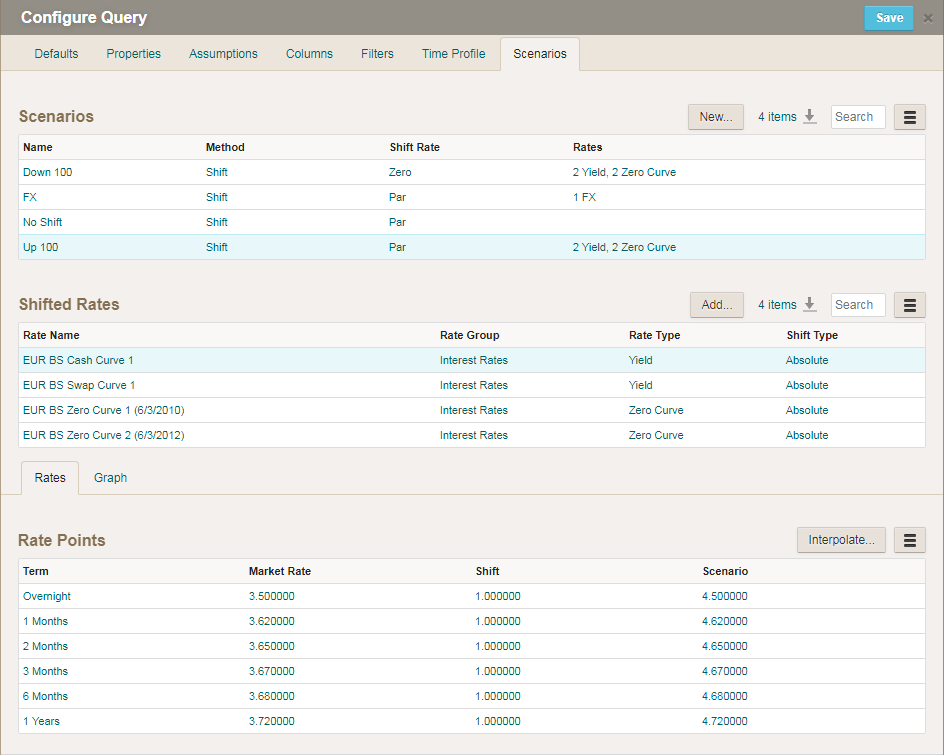 Configure Query Save ×
Defaults Properties Assumptions Columns Filters Time Profile Scenarios
Scenarios New... 4 items Search
Name Method Shift Rate Rates
Down 100 Shift Zero 2 Yield, 2 Zero Curve
FX Shift Par 1 FX
No Shift Shift Par
Up 100 Shift Par 2 Yield, 2 Zero Curve
Shifted Rates Add... 4 items Search
Rate Name Rate Group Rate Type Shift Type
EUR BS Cash Curve 1 Interest Rates Yield Absolute
EUR BS Swap Curve 1 Interest Rates Yield Absolute
EUR BS Zero Curve 1 (6/3/2010) Interest Rates Zero Curve Absolute
EUR BS Zero Curve 2 (6/3/2012) Interest Rates Zero Curve Absolute
Rates Graph
Rate Points Interpolate...
Term Market Rate Shift Scenario
Overnight 3.500000 1.000000 4.500000
1 Months 3.620000 1.000000 4.620000
2 Months 3.650000 1.000000 4.650000
3 Months 3.670000 1.000000 4.670000
6 Months 3.680000 1.000000 4.680000
1 Years 3.720000 1.000000 4.720000